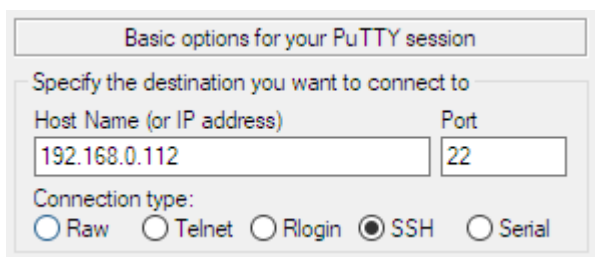 Basic options for your PuTTY session
Specify the destination you want to connect to
Host Name (or IP address) Port
192.168.0.112 22
Connection type:
Raw Telnet Rlogin SSH Serial